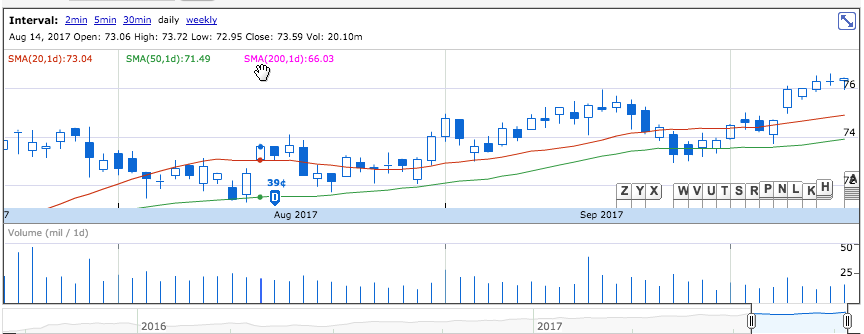 Interval: 2min 5min 30min daily weekly
Aug 14, 2017 Open: 73.06 High: 73.72 Low: 72.95 Close: 73.59 Vol: 20.10m
SMA(20,1d):73.04 SMA(50,1d):71.49 SMA(200,1d):66.03
76
74
39¢
D
Z Y X W V U T S R P N L K H A
72
7 Aug 2017 Sep 2017
Volume (mil / 1d)
50
25
2016 2017